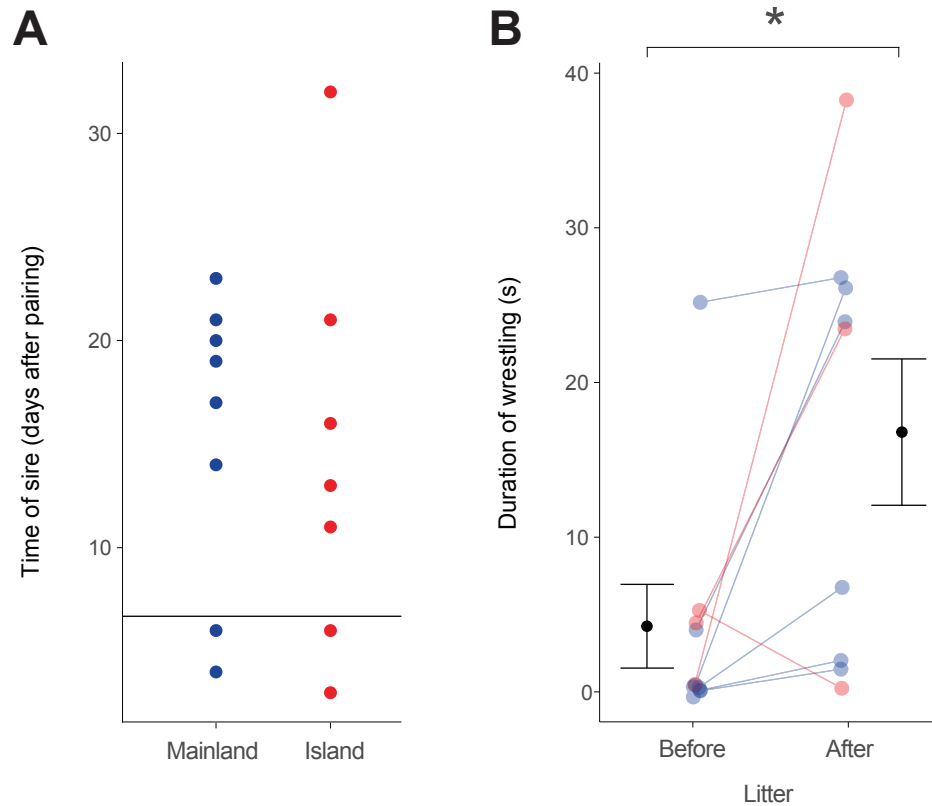 A
Time of sire (days after pairing)
30
20
10
Mainland Island
B
*
Duration of wrestling (s)
40
30
20
10
0
Before After
Litter